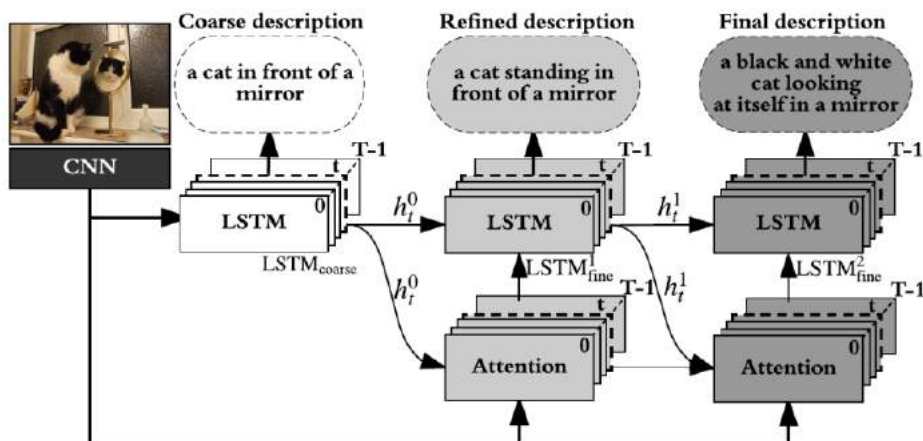 Coarse description
Refined description
Final description
a cat in front of a
mirror
a cat standing in
front of a mirror
a black and white
cat looking
at itself in a mirror
CNN
T-1
t
0
LSTM
LSTM_coarse
h_t^0
h_t^0
T-1
t
0
LSTM
LSTM_fine^1
h_t^1
h_t^1
T-1
t
0
LSTM
LSTM_fine^2
T-1
t
0
Attention
T-1
t
0
Attention